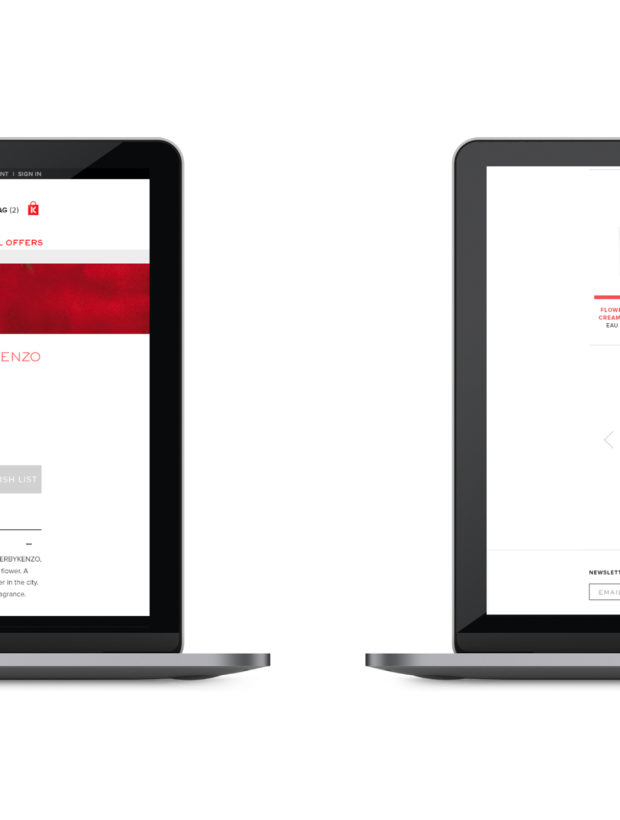 NT | SIGN IN
AG (2)
K
L OFFERS
ENZO
ISH LIST
ERBYKENZO,
flower. A
er in the city.
agrance.
FLOWE
CREAM
EAU
NEWSLETT
EMAIL